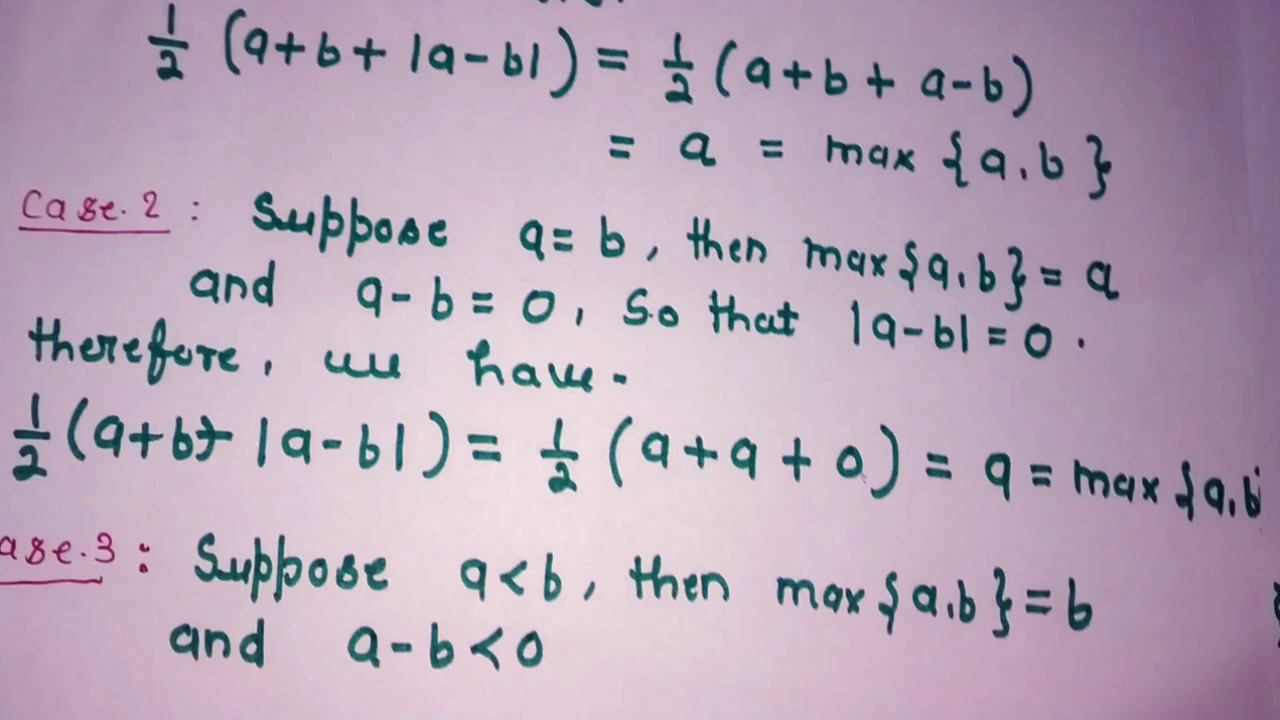 1/2 (a+b+ |a-b|) = 1/2 (a+b+ a-b)
= a = max {a,b}
Case.2 : Suppose a=b, then max{a,b}=a
and a-b=0, So that |a-b|=0.
therefore, we have-
1/2 (a+b+ |a-b|) = 1/2 (a+a+0) = a = max {a,b
ase.3 : Suppose a<b, then max{a,b}=b
and a-b<0